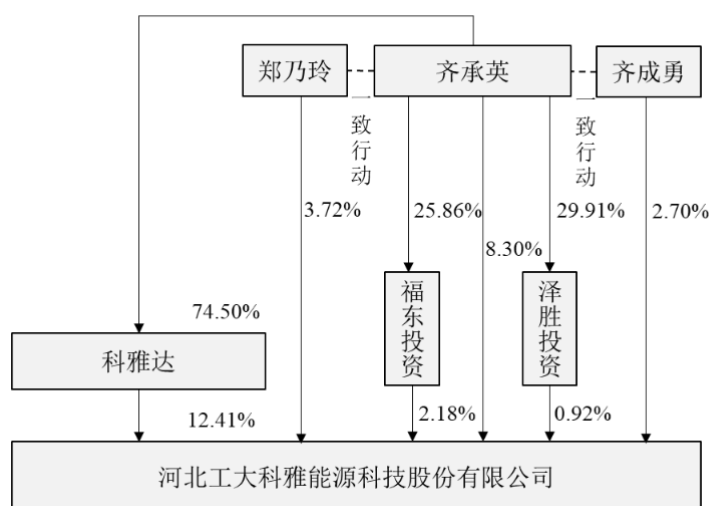 郑乃玲
齐承英
齐成勇
一致行动
一致行动
3.72%
25.86%
8.30%
29.91%
2.70%
福东投资
泽胜投资
74.50%
科雅达
12.41%
2.18%
0.92%
河北工大科雅能源科技股份有限公司